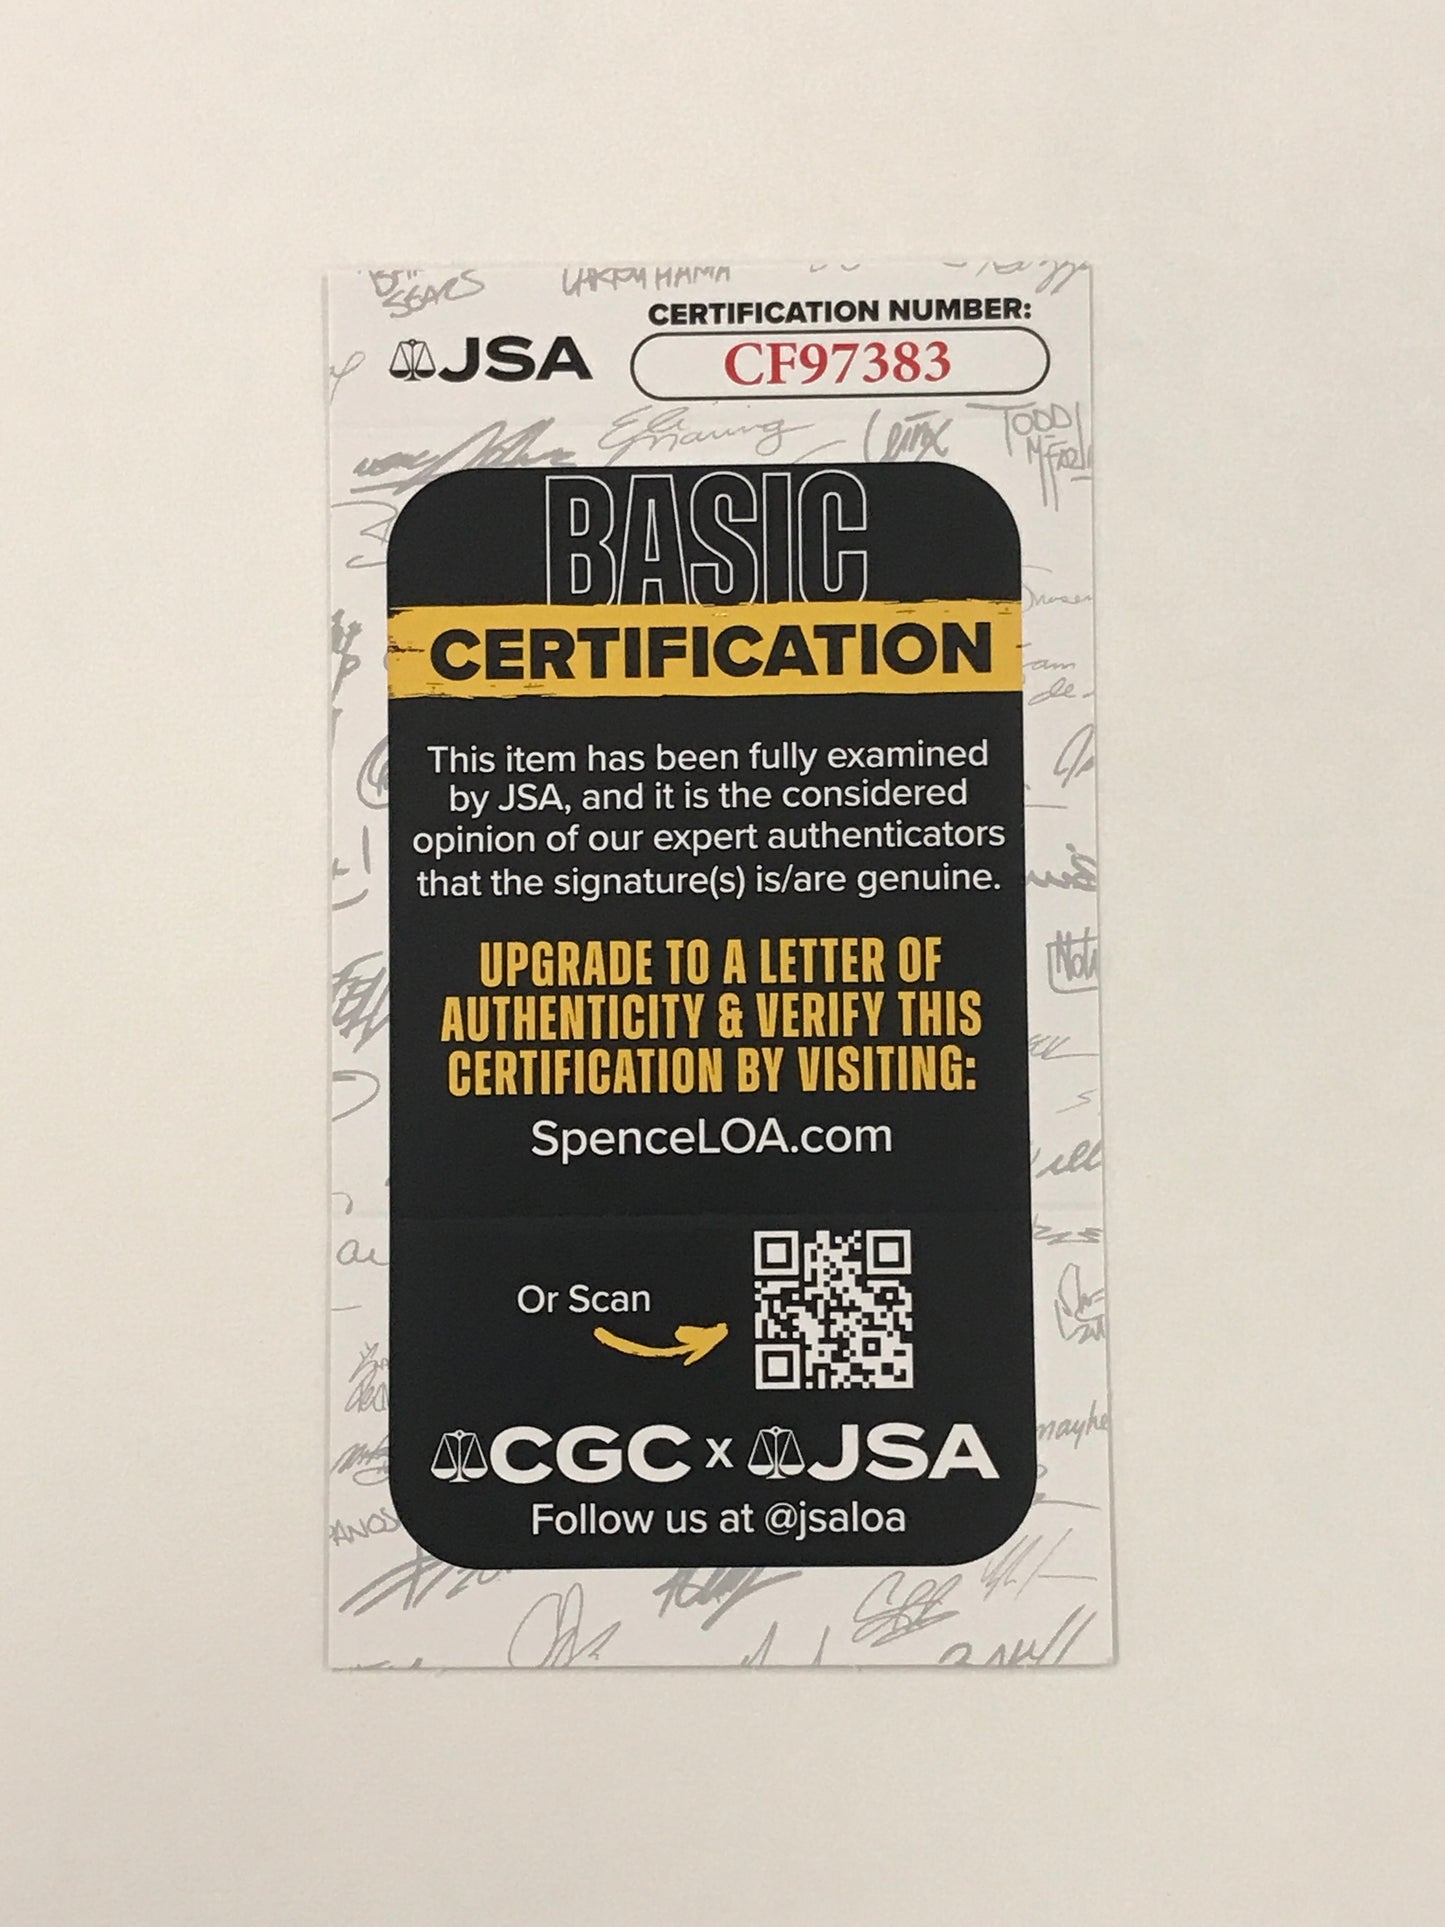 SGARS
CERTIFICATION NUMBER:
JSA
CF97383
TODD
BASIC
CERTIFICATION
This item has been fully examined
by JSA, and it is the considered
opinion of our expert authenticators
that the signature(s) is/are genuine.
UPGRADE TO A LETTER OF
AUTHENTICITY & VERIFY THIS
CERTIFICATION BY VISITING:
SpenceLOA.com
Or Scan
CGC x JSA
Follow us at @jsaloa